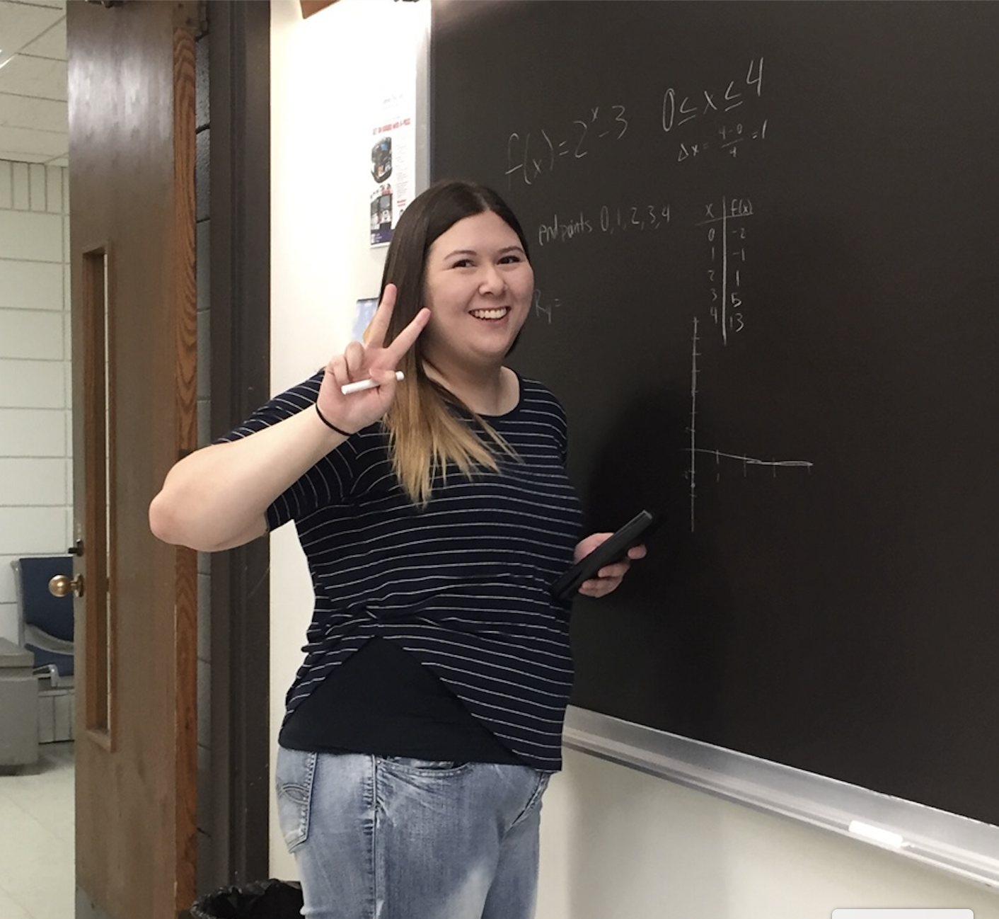 f(x)=2^x-3 0≤x≤4
Δx=(4-0)/4=1
endpoints 0,1,2,3,4
x f(x)
0 -2
1 -1
2 1
3 5
4 13
R₄=